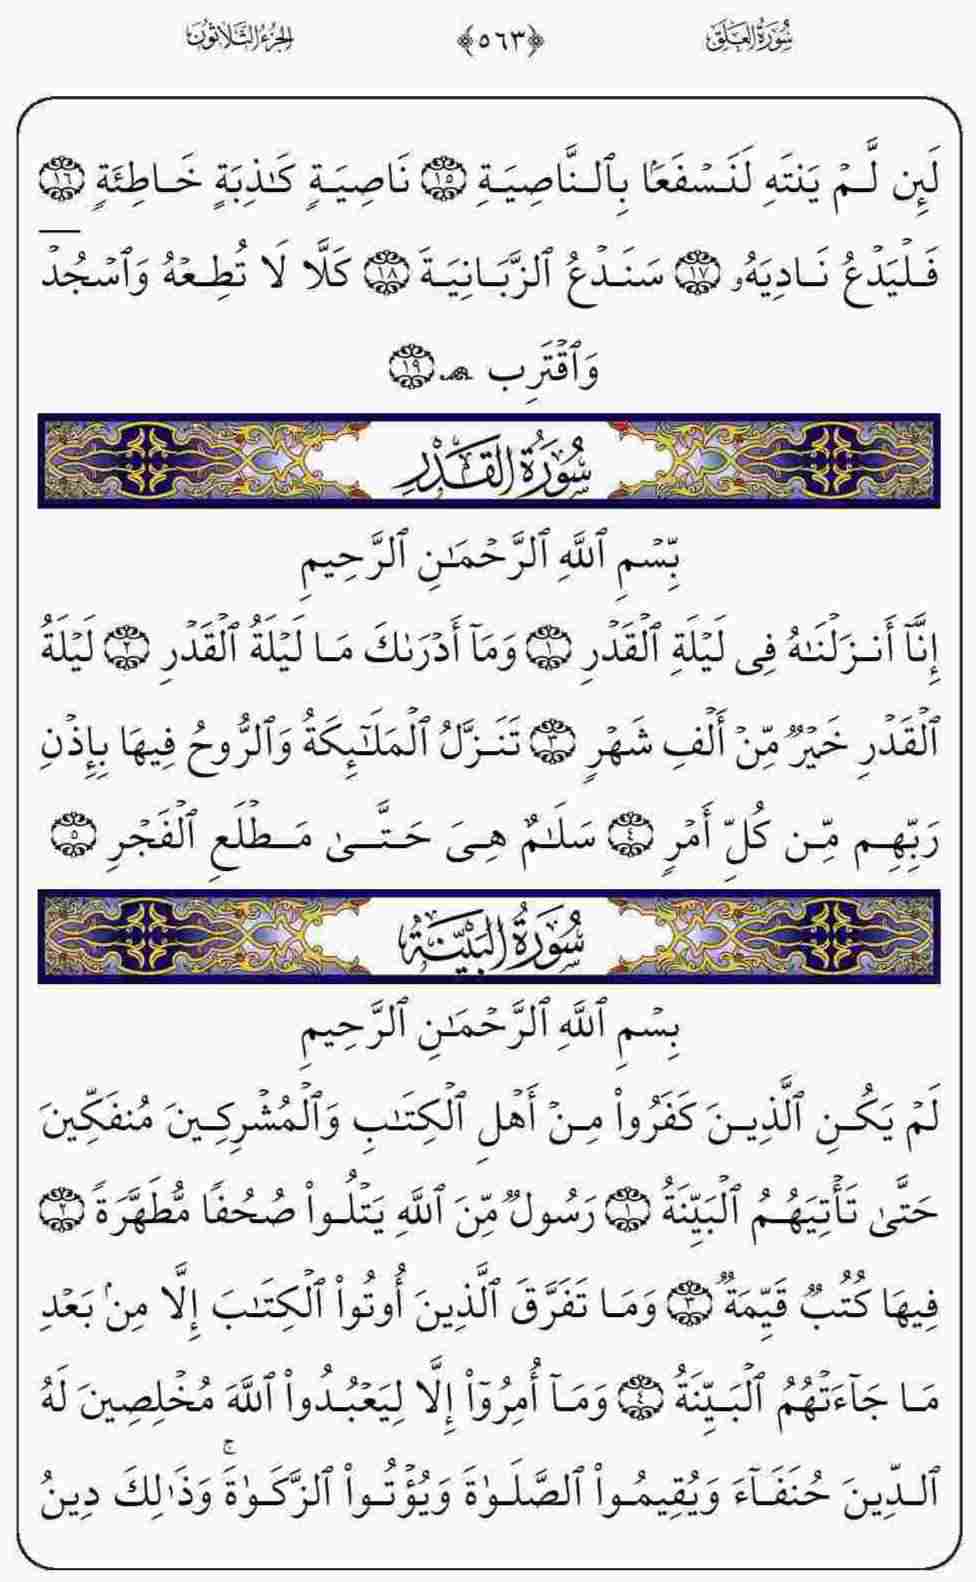 سُورَةُ العَلَقِ ﴿٥٦٣﴾ الجُزْءُ الثَّلَاثُونَ
لَئِن لَّمۡ يَنتَهِ لَنَسۡفَعَۢا بِٱلنَّاصِيَةِ ١٥ نَاصِيَةٍ كَٰذِبَةٍ خَاطِئَةٍ ١٦
فَلۡيَدۡعُ نَادِيَهُۥ ١٧ سَنَدۡعُ ٱلزَّبَانِيَةَ ١٨ كَلَّا لَا تُطِعۡهُ وَٱسۡجُدۡ
وَٱقۡتَرِب ۩ ١٩
سُورَةُ القَدْرِ
بِّسۡمِ ٱللَّهِ ٱلرَّحۡمَٰنِ ٱلرَّحِيمِ
إِنَّآ أَنزَلۡنَٰهُ فِى لَيۡلَةِ ٱلۡقَدۡرِ ١ وَمَآ أَدۡرَىٰكَ مَا لَيۡلَةُ ٱلۡقَدۡرِ ٢ لَيۡلَةُ
ٱلۡقَدۡرِ خَيۡرٌ مِّنۡ أَلۡفِ شَهۡرٍ ٣ تَنَزَّلُ ٱلۡمَلَٰٓئِكَةُ وَٱلرُّوحُ فِيهَا بِإِذۡنِ
رَبِّهِم مِّن كُلِّ أَمۡرٍ ٤ سَلَٰمٌ هِىَ حَتَّىٰ مَطۡلَعِ ٱلۡفَجۡرِ ٥
سُورَةُ البَيِّنَةِ
بِسۡمِ ٱللَّهِ ٱلرَّحۡمَٰنِ ٱلرَّحِيمِ
لَمۡ يَكُنِ ٱلَّذِينَ كَفَرُواْ مِنۡ أَهۡلِ ٱلۡكِتَٰبِ وَٱلۡمُشۡرِكِينَ مُنفَكِّينَ
حَتَّىٰ تَأۡتِيَهُمُ ٱلۡبَيِّنَةُ ١ رَسُولٌ مِّنَ ٱللَّهِ يَتۡلُواْ صُحُفًا مُّطَهَّرَةً ٢
فِيهَا كُتُبٌ قَيِّمَةٌ ٣ وَمَا تَفَرَّقَ ٱلَّذِينَ أُوتُواْ ٱلۡكِتَٰبَ إِلَّا مِنۢ بَعۡدِ
مَا جَآءَتۡهُمُ ٱلۡبَيِّنَةُ ٤ وَمَآ أُمِرُوٓاْ إِلَّا لِيَعۡبُدُواْ ٱللَّهَ مُخۡلِصِينَ لَهُ
ٱلدِّينَ حُنَفَآءَ وَيُقِيمُواْ ٱلصَّلَوٰةَ وَيُؤۡتُواْ ٱلزَّكَوٰةَۚ وَذَٰلِكَ دِينُ